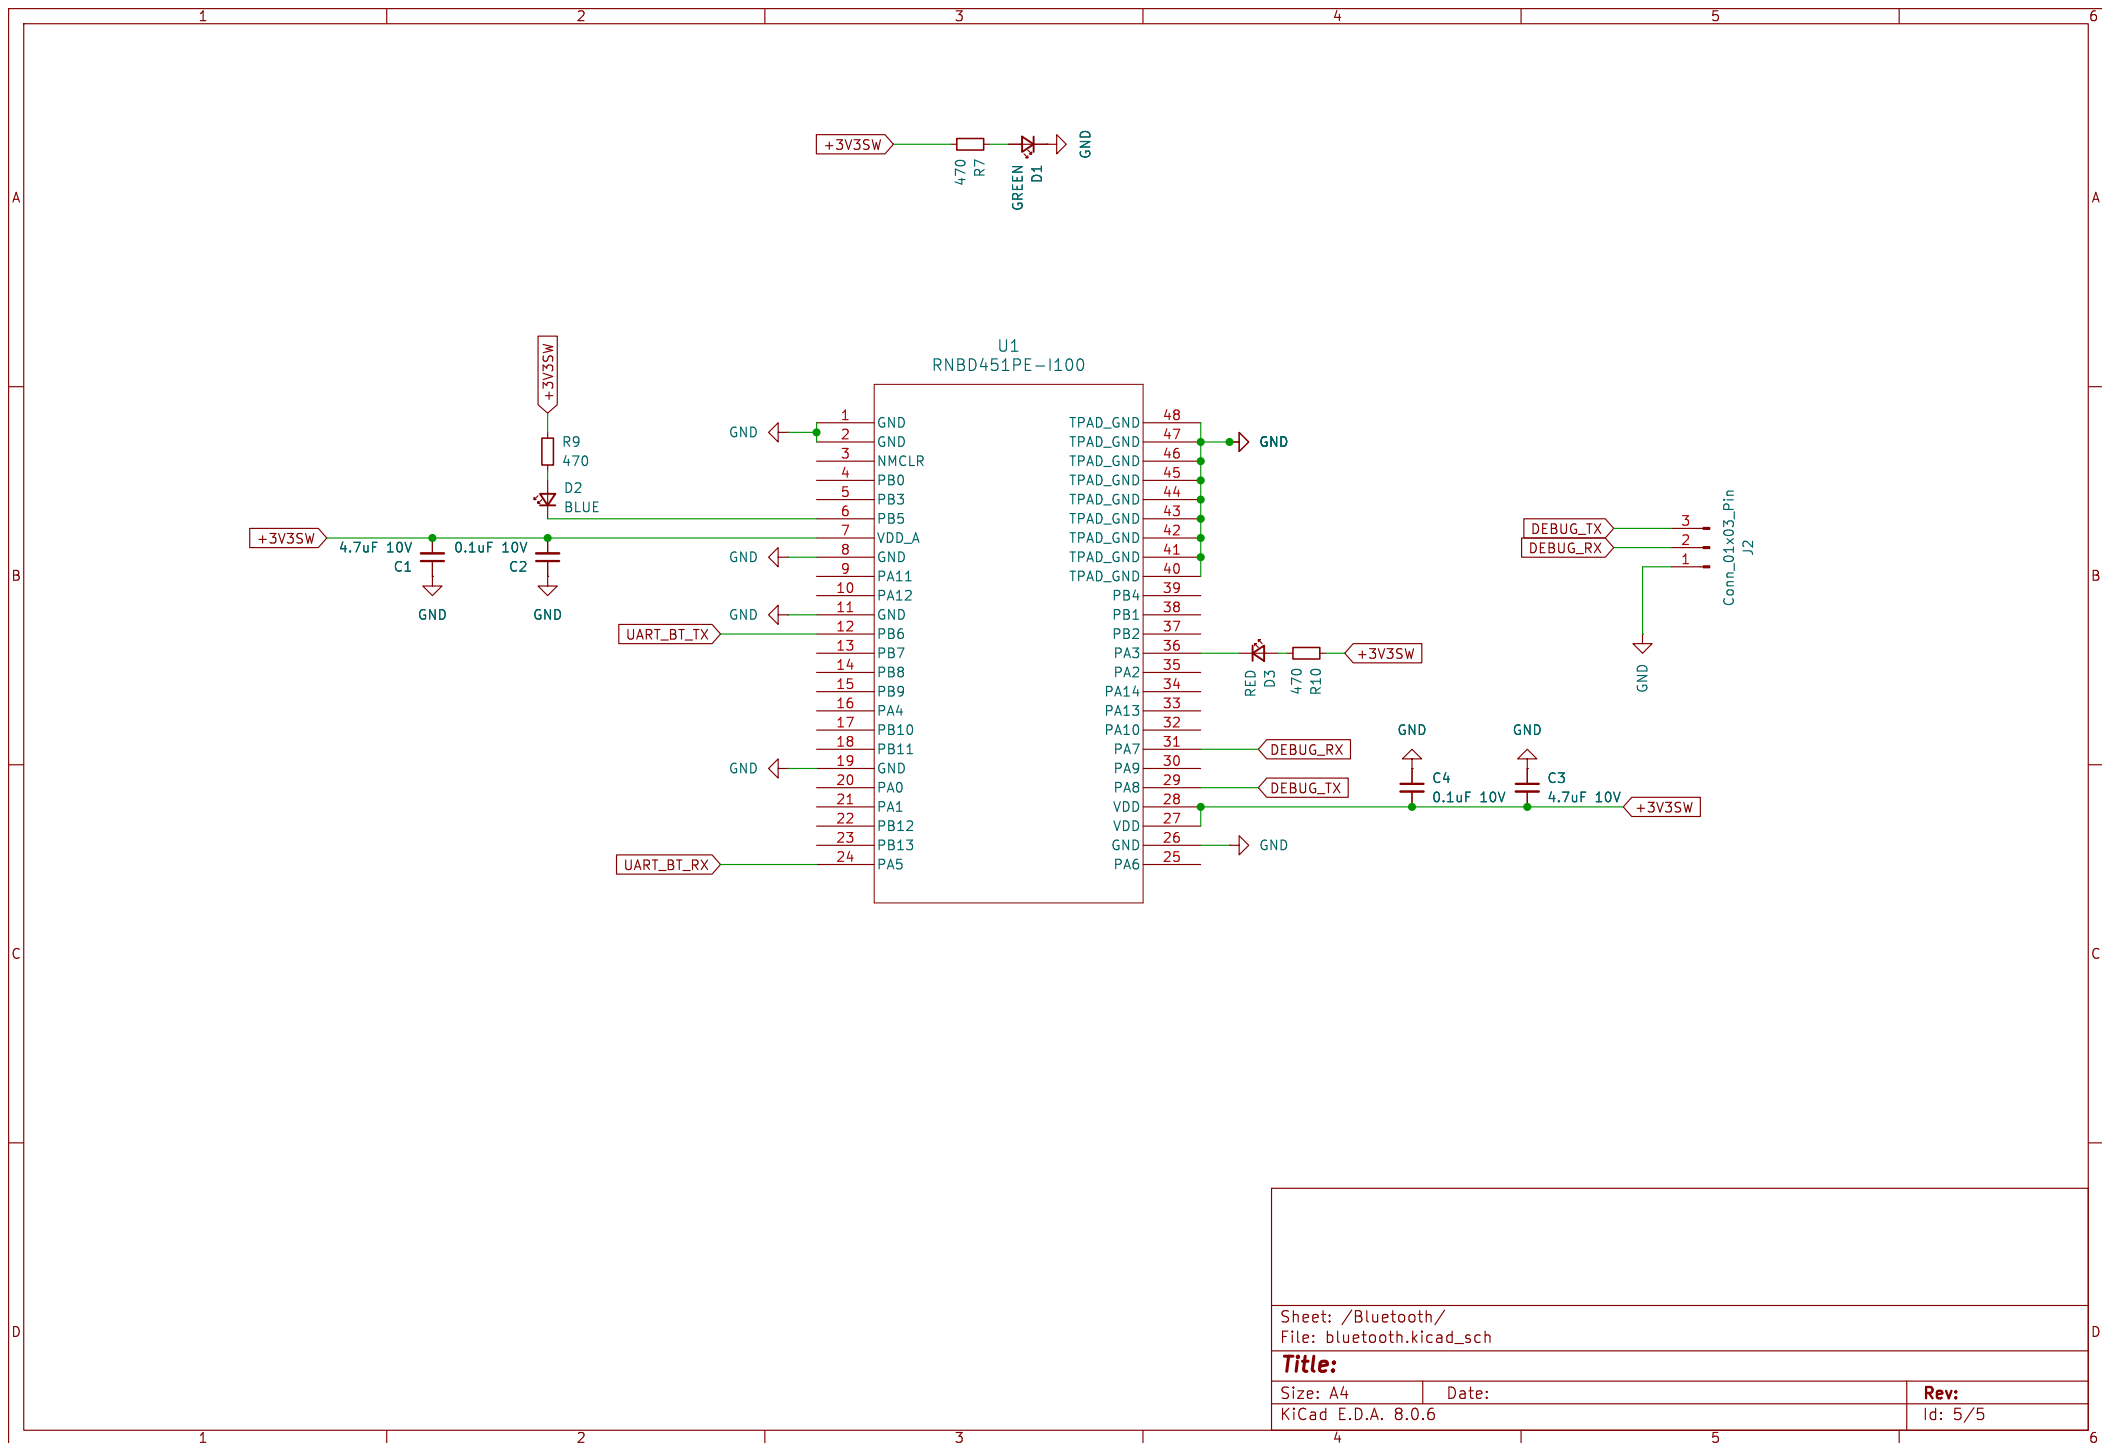 1 2 3 4 5 6
+3V3SW
470
R7
GREEN
D1
GND
A
A
+3V3SW
R9
470
D2
BLUE
+3V3SW
4.7uF 10V
C1
0.1uF 10V
C2
GND
GND
U1
RNBD451PE-I100
GND
1 GND
2 GND
3 NMCLR
4 PB0
5 PB3
6 PB5
7 VDD_A
GND 8 GND
9 PA11
10 PA12
GND 11 GND
UART_BT_TX 12 PB6
13 PB7
14 PB8
15 PB9
16 PA4
17 PB10
18 PB11
GND 19 GND
20 PA0
21 PA1
22 PB12
23 PB13
UART_BT_RX 24 PA5
TPAD_GND 48
TPAD_GND 47 GND
TPAD_GND 46
TPAD_GND 45
TPAD_GND 44
TPAD_GND 43
TPAD_GND 42
TPAD_GND 41
TPAD_GND 40
PB4 39
PB1 38
PB2 37
PA3 36
PA2 35
PA14 34
PA13 33
PA10 32
PA7 31 DEBUG_RX
PA9 30
PA8 29 DEBUG_TX
VDD 28
VDD 27
GND 26 GND
PA6 25
RED
D3
470
R10
+3V3SW
GND
C4
0.1uF 10V
GND
C3
4.7uF 10V
+3V3SW
DEBUG_TX 3
DEBUG_RX 2
1
Conn_01x03_Pin
J2
GND
B
B
C
C
D
D
Sheet: /Bluetooth/
File: bluetooth.kicad_sch
Title:
Size: A4 Date: Rev:
KiCad E.D.A. 8.0.6 Id: 5/5
1 2 3 4 5 6